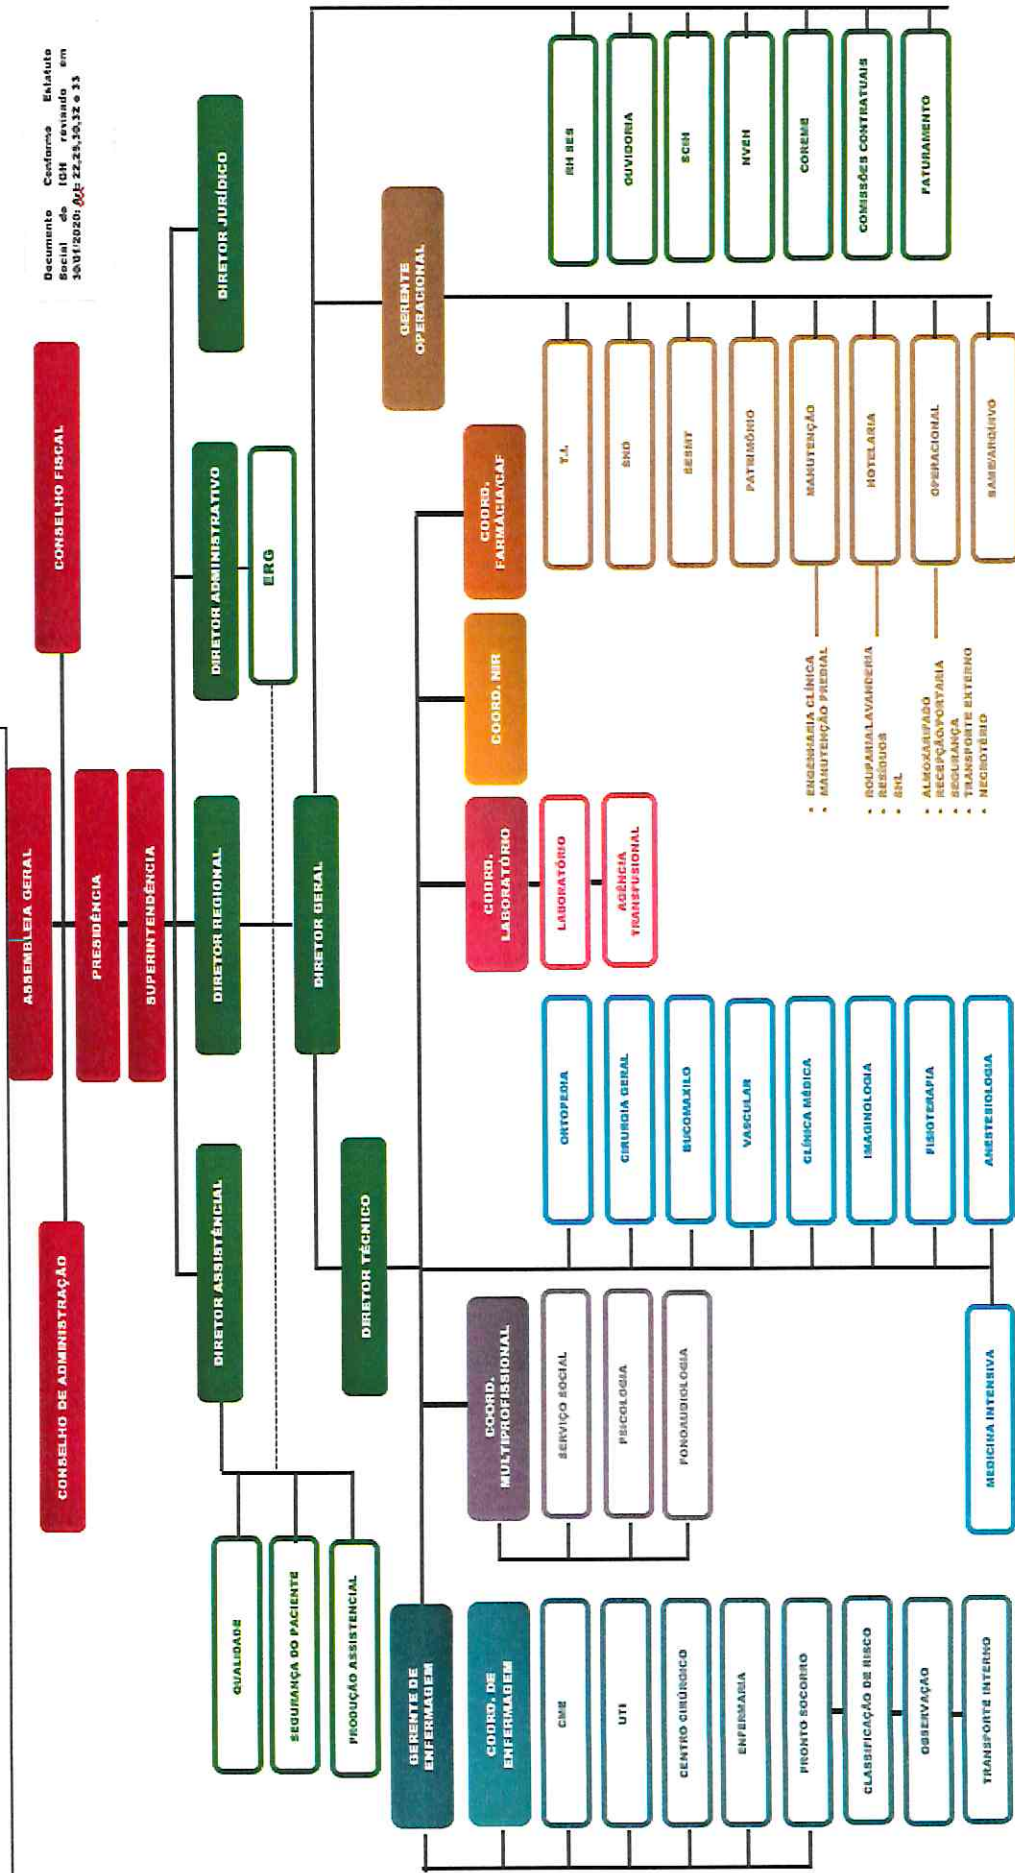 Documento Conforme Estatuto
Social do IGH revisado em
30/01/2020: Art: 22,29,30,32 e 33
ASSEMBLEIA GERAL
CONSELHO DE ADMINISTRAÇÃO
CONSELHO FISCAL
PRESIDÊNCIA
SUPERINTENDÊNCIA
DIRETOR ASSISTÊNCIAL
DIRETOR REGIONAL
DIRETOR ADMINISTRATIVO
DIRETOR JURÍDICO
ERG
QUALIDADE
SEGURANÇA DO PACIENTE
PRODUÇÃO ASSISTENCIAL
DIRETOR GERAL
DIRETOR TÉCNICO
GERENTE
OPERACIONAL
GERENTE DE
ENFERMAGEM
COORD. DE
ENFERMAGEM
CME
UTI
CENTRO CIRÚRGICO
ENFERMARIA
PRONTO SOCORRO
CLASSIFICAÇÃO DE RISCO
OBSERVAÇÃO
TRANSPORTE INTERNO
COORD.
MULTIPROFISSIONAL
SERVIÇO SOCIAL
PSICOLOGIA
FONOAUDIOLOGIA
MEDICINA INTENSIVA
ORTOPEDIA
CIRURGIA GERAL
BUCOMAXILO
VASCULAR
CLÍNICA MÉDICA
IMAGINOLOGIA
FISIOTERAPIA
ANESTESIOLOGIA
COORD.
LABORATÓRIO
LABORATÓRIO
AGÊNCIA
TRANSFUSIONAL
COORD. NIR
COORD.
FARMÁCIA/CAF
• ENGENHARIA CLÍNICA
• MANUTENÇÃO PREDIAL
• ROUPARIA/LAVANDERIA
• RESÍDUOS
• SHL
• ALMOXARIFADO
• RECEPÇÃO/PORTARIA
• SEGURANÇA
• TRANSPORTE EXTERNO
• NECROTÉRIO
T.I.
SND
SESMT
PATRIMÔNIO
MANUTENÇÃO
HOTELARIA
OPERACIONAL
SAME/ARQUIVO
RH SES
OUVIDORIA
SCIH
NVEH
COREME
COMISSÕES CONTRATUAIS
FATURAMENTO